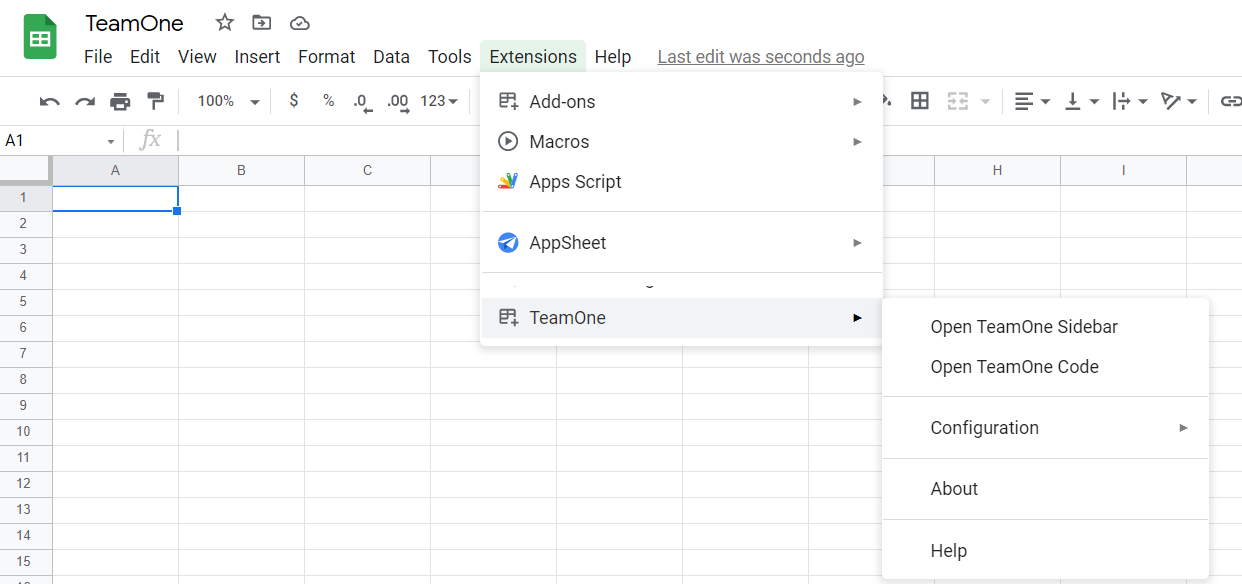 TeamOne
File Edit View Insert Format Data Tools Extensions Help Last edit was seconds ago
100% $ % .0 .00 123
A1 fx
A B C H I
1
2
3
4
5
6
7
8
9
10
11
12
13
14
15
Add-ons
Macros
Apps Script
AppSheet
TeamOne
Open TeamOne Sidebar
Open TeamOne Code
Configuration
About
Help